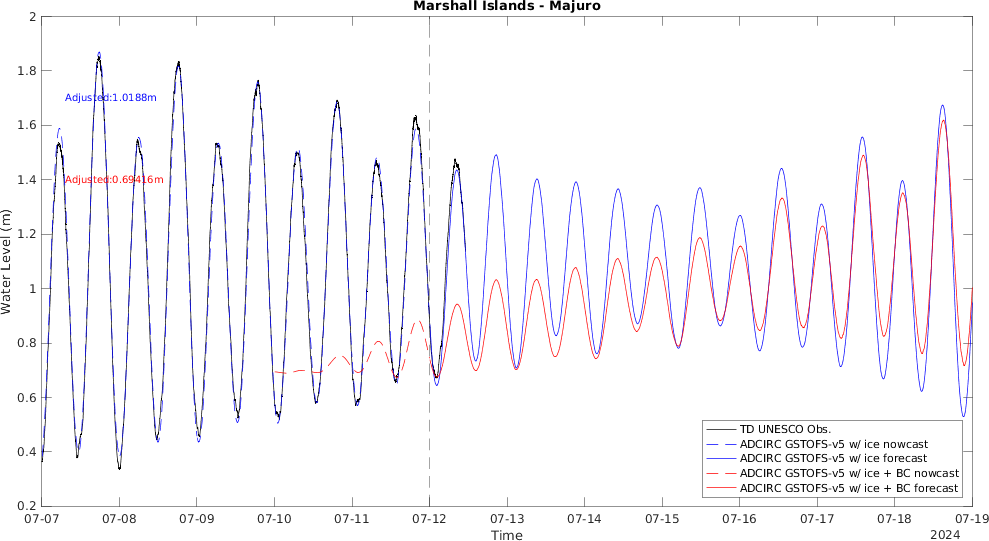 Marshall Islands - Majuro
2
1.8
1.6
1.4
1.2
1
0.8
0.6
0.4
0.2
Water Level (m)
Adjusted:1.0188m
Adjusted:0.69416m
TD UNESCO Obs.
ADCIRC GSTOFS-v5 w/ ice nowcast
ADCIRC GSTOFS-v5 w/ ice forecast
ADCIRC GSTOFS-v5 w/ ice + BC nowcast
ADCIRC GSTOFS-v5 w/ ice + BC forecast
07-07 07-08 07-09 07-10 07-11 07-12 07-13 07-14 07-15 07-16 07-17 07-18 07-19
Time
2024